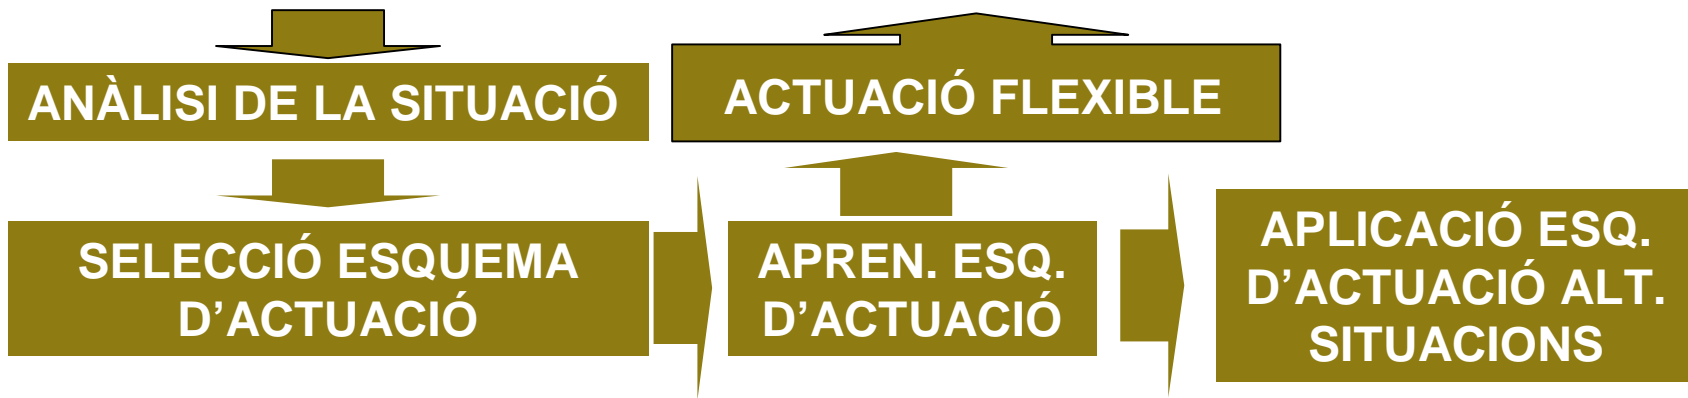 ANÀLISI DE LA SITUACIÓ
ACTUACIÓ FLEXIBLE
SELECCIÓ ESQUEMA
D’ACTUACIÓ
APREN. ESQ.
D’ACTUACIÓ
APLICACIÓ ESQ.
D’ACTUACIÓ ALT.
SITUACIONS